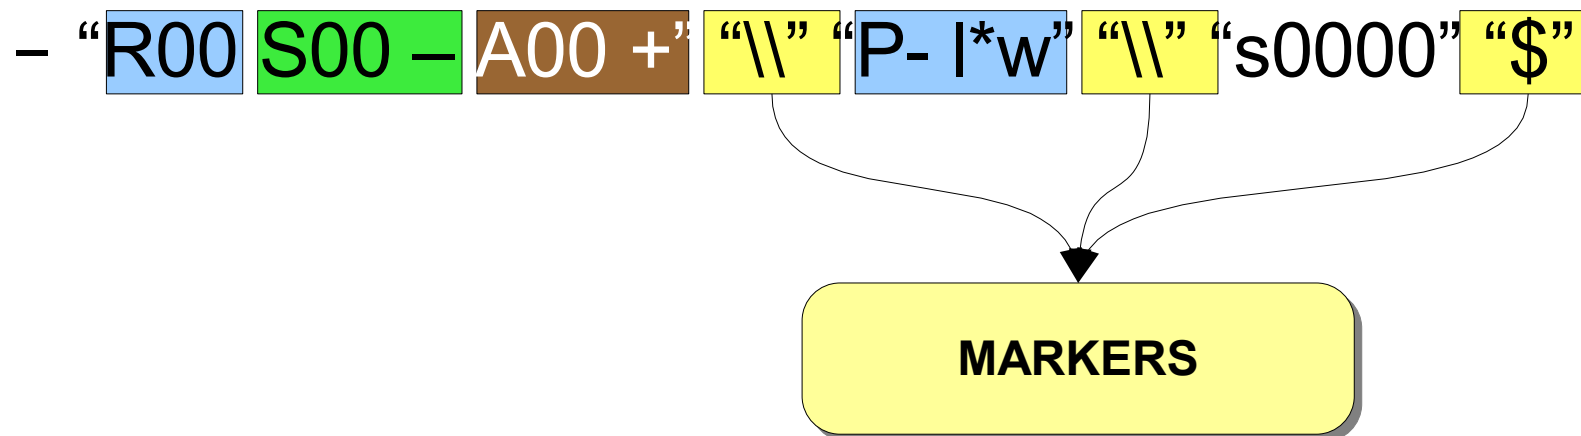 – “R00 S00 – A00 +” “\\” “P- l*w” “\\” “s0000” “$”
MARKERS